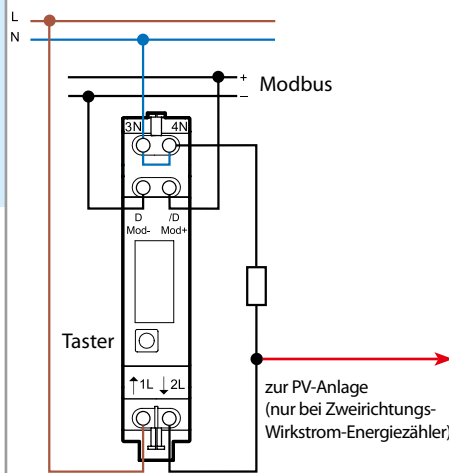 L
N
+
Modbus
–
3N 4N
D /D
Mod- Mod+
Taster
↑1L ↓2L
zur PV-Anlage
(nur bei Zweirichtungs-
Wirkstrom-Energiezähler)